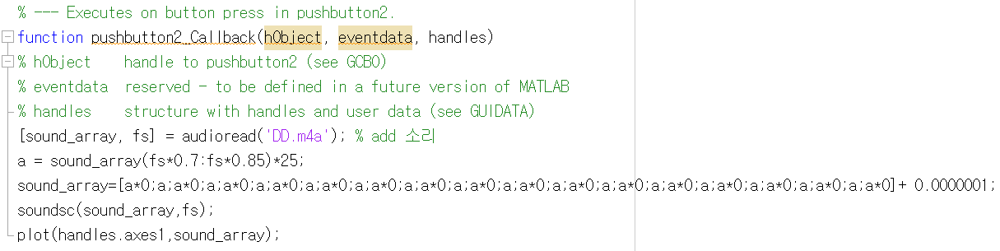 % --- Executes on button press in pushbutton2.
function pushbutton2_Callback(hObject, eventdata, handles)
% hObject    handle to pushbutton2 (see GCBO)
% eventdata  reserved - to be defined in a future version of MATLAB
% handles    structure with handles and user data (see GUIDATA)
[sound_array, fs] = audioread('DD.m4a'); % add 소리
a = sound_array(fs*0.7:fs*0.85)*25;
sound_array=[a*0;a;a*0;a;a*0;a;a*0;a;a*0;a;a*0;a;a*0;a;a*0;a;a*0;a;a*0;a;a*0;a;a*0;a;a*0;a;a*0;a;a*0;a;a*0]+ 0.0000001;
soundsc(sound_array,fs);
plot(handles.axes1,sound_array);